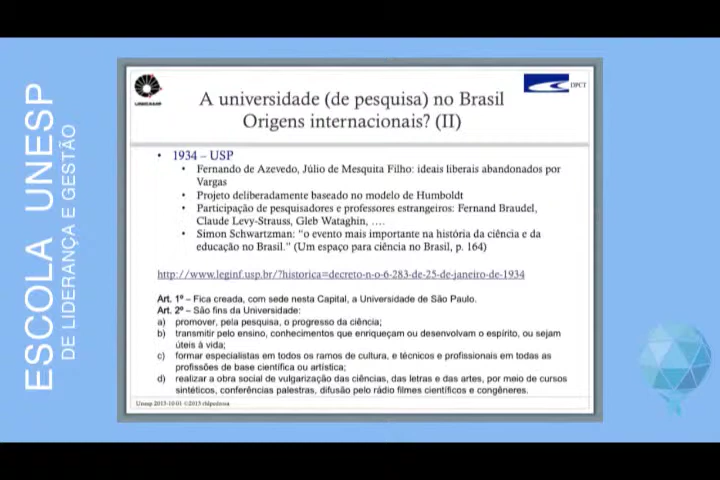 ESCOLA UNESP
DE LIDERANÇA E GESTÃO
UNICAMP
DPCT
A universidade (de pesquisa) no Brasil
Origens internacionais? (II)
• 1934 – USP
• Fernando de Azevedo, Júlio de Mesquita Filho: ideais liberais abandonados por
Vargas
• Projeto deliberadamente baseado no modelo de Humboldt
• Participação de pesquisadores e professores estrangeiros: Fernand Braudel,
Claude Levy-Strauss, Gleb Wataghin, ….
• Simon Schwartzman: “o evento mais importante na história da ciência e da
educação no Brasil.” (Um espaço para ciência no Brasil, p. 164)
http://www.leginf.usp.br/?historica=decreto-n-o-6-283-de-25-de-janeiro-de-1934
Art. 1º – Fica creada, com sede nesta Capital, a Universidade de São Paulo.
Art. 2º – São fins da Universidade:
a) promover, pela pesquisa, o progresso da ciência;
b) transmitir pelo ensino, conhecimentos que enriqueçam ou desenvolvam o espírito, ou sejam
úteis à vida;
c) formar especialistas em todos os ramos de cultura, e técnicos e profissionais em todas as
profissões de base científica ou artística;
d) realizar a obra social de vulgarização das ciências, das letras e das artes, por meio de cursos
sintéticos, conferências palestras, difusão pelo rádio filmes científicos e congêneres.